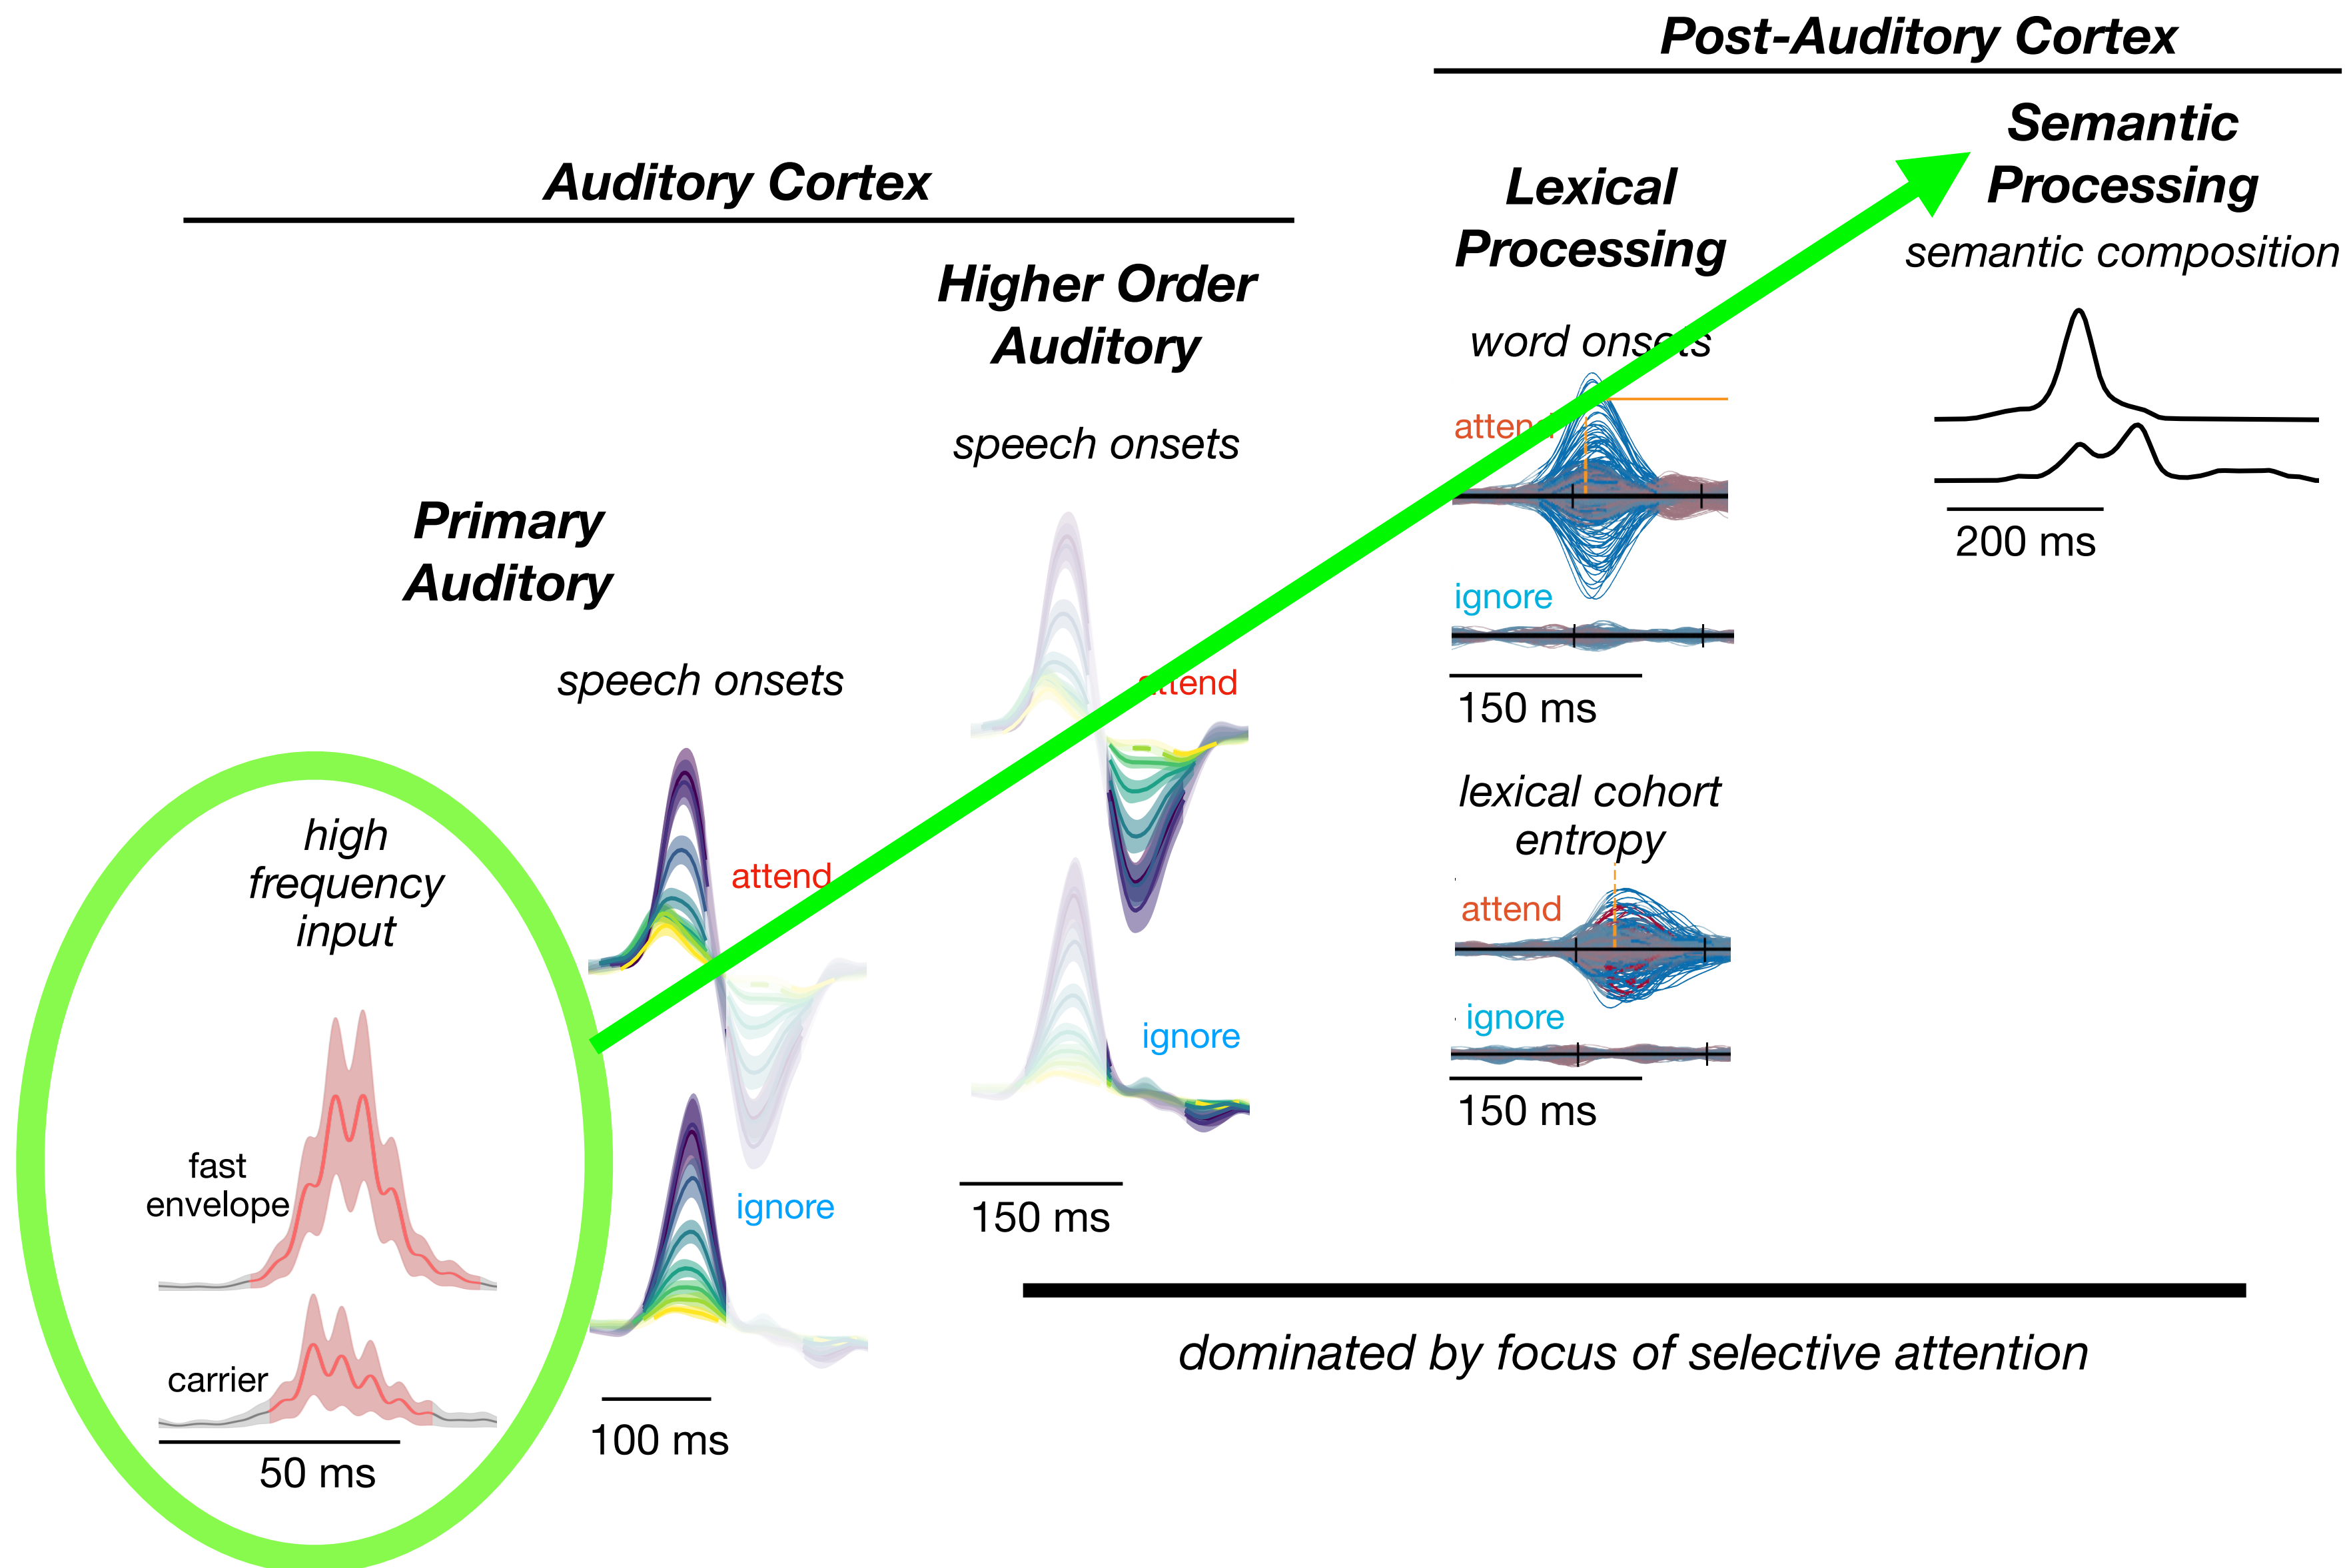 Post-Auditory Cortex
Auditory Cortex
Semantic
Processing
semantic composition
200 ms
Lexical
Processing
word onsets
attend
ignore
150 ms
lexical cohort
entropy
attend
ignore
150 ms
Higher Order
Auditory
speech onsets
attend
ignore
150 ms
Primary
Auditory
speech onsets
attend
ignore
100 ms
high
frequency
input
fast
envelope
carrier
50 ms
dominated by focus of selective attention